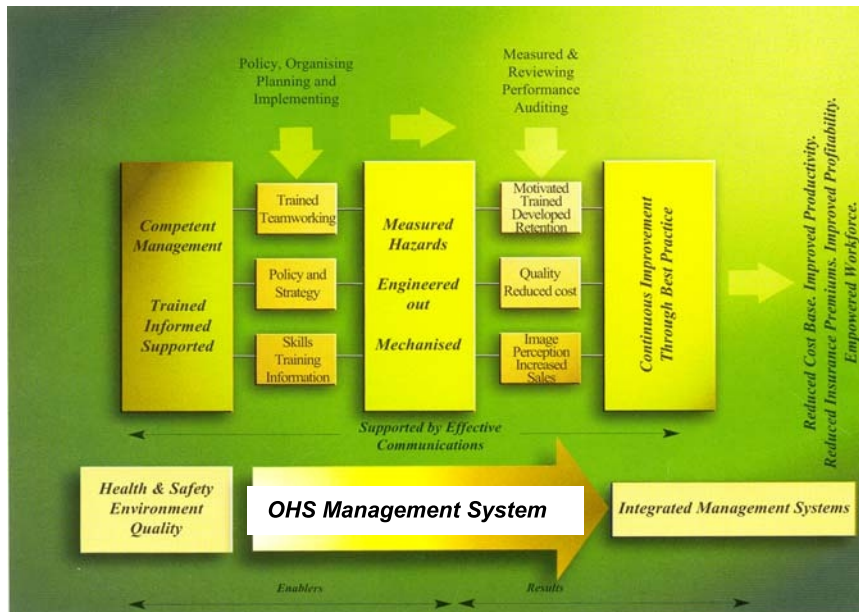 Policy, Organising
Planning and
Implementing
Measured &
Reviewing
Performance
Auditing
Competent
Management
Trained
Informed
Supported
Trained
Teamworking
Policy and
Strategy
Skills
Training
Information
Measured
Hazards
Engineered
out
Mechanised
Motivated
Trained
Developed
Retention
Quality
Reduced cost
Image
Perception
Increased
Sales
Continuous Improvement
Through Best Practice
Reduced Cost Base. Improved Productivity.
Reduced Insurance Premiums. Improved Profitability.
Empowered Workforce.
Supported by Effective
Communications
Health & Safety
Environment
Quality
OHS Management System
Integrated Management Systems
Enablers
Results